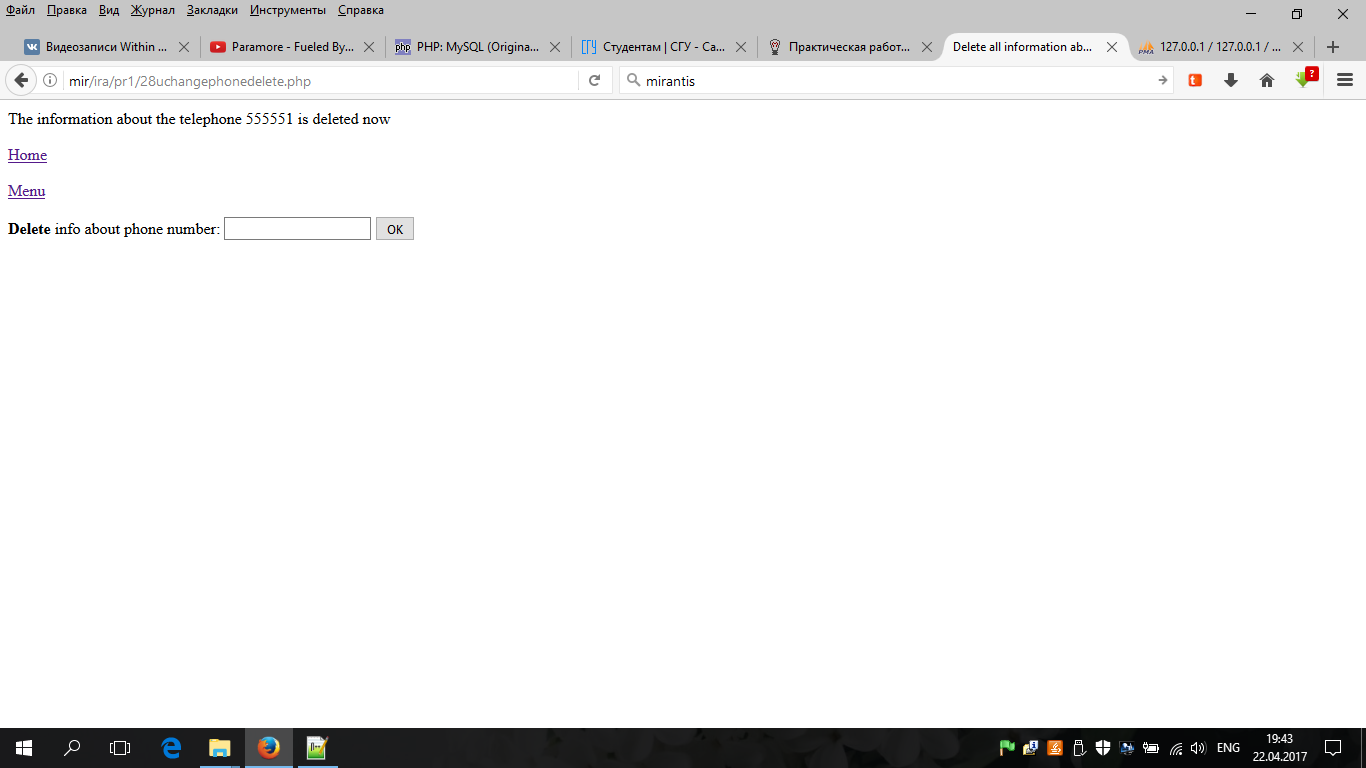 Файл Правка Вид Журнал Закладки Инструменты Справка
Видеозаписи Within ... Paramore - Fueled By... php PHP: MySQL (Origina... Студентам | СГУ - Са... Практическая работ... Delete all information ab... PMA 127.0.0.1 / 127.0.0.1 / ...
mir/ira/pr1/28uchangephonedelete.php mirantis t ?
The information about the telephone 555551 is deleted now
Home
Menu
Delete info about phone number: OK
ENG 19:43
22.04.2017